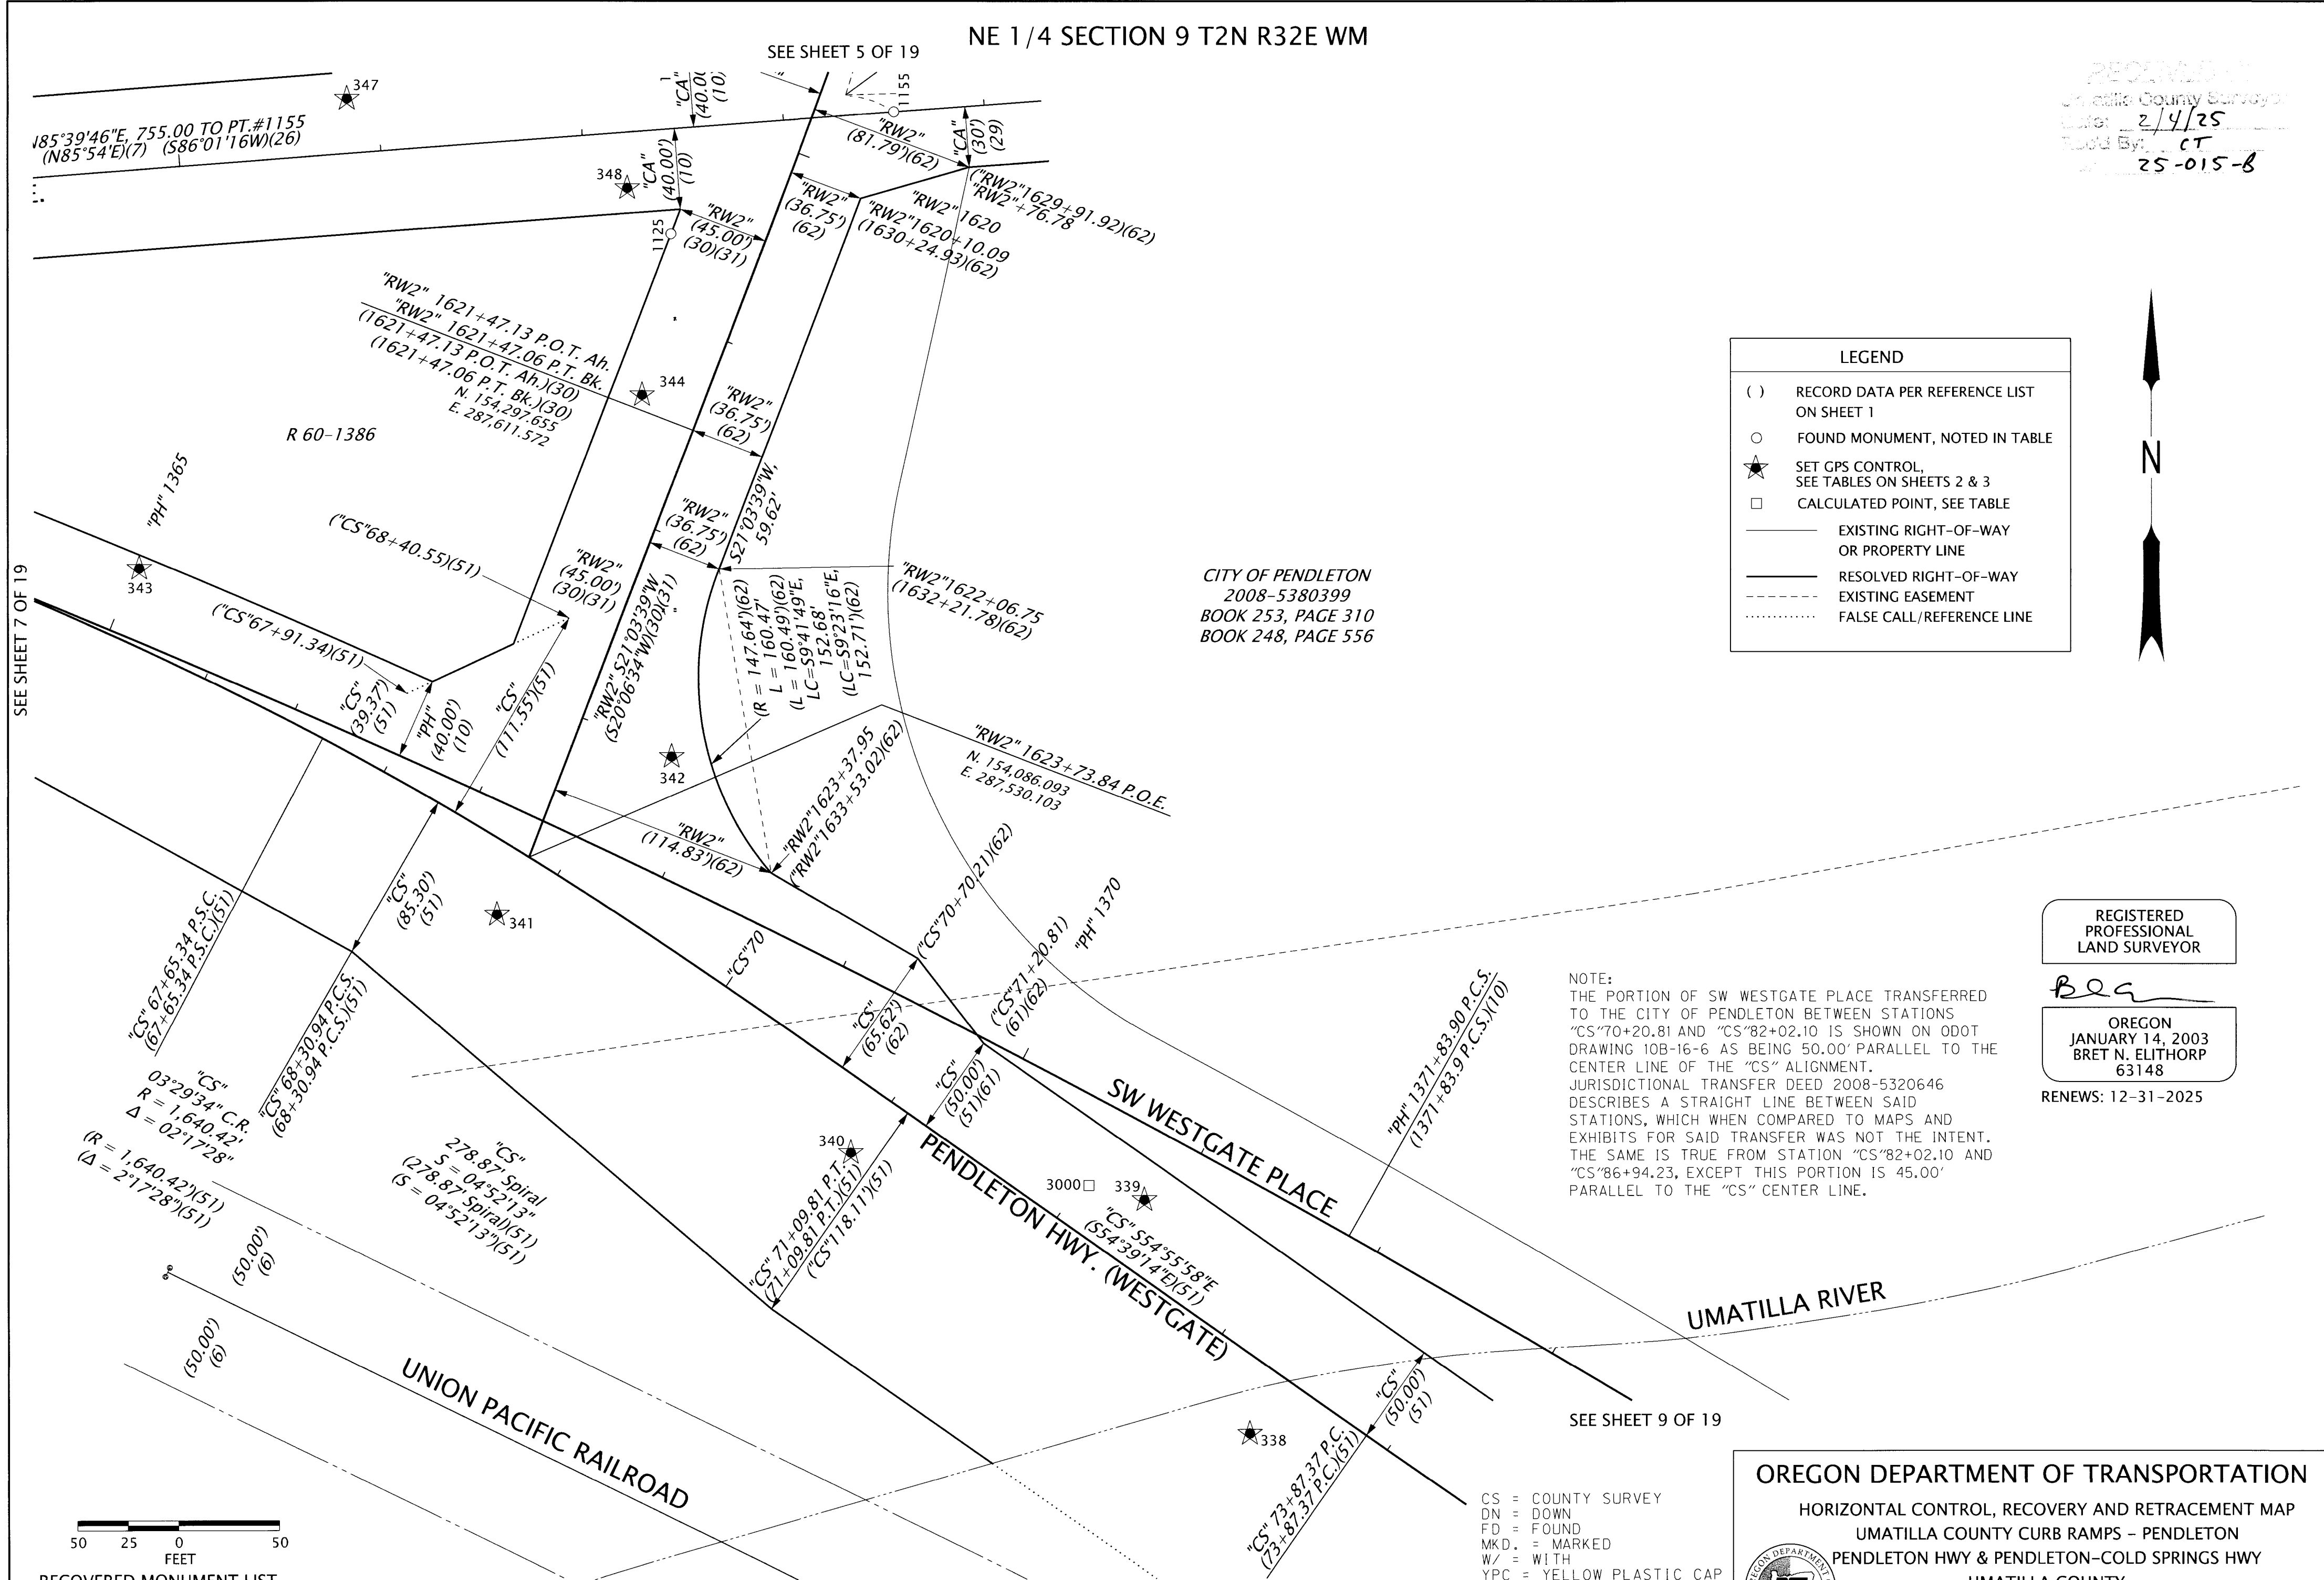 NE 1/4 SECTION 9 T2N R32E WM
SEE SHEET 5 OF 19
County Surveyor
2/4/25
By: CT
25-015-B
347
N85°39'46"E, 755.00 TO PT.#1155
(N85°54'E)(7) (S86°01'16W)(26)
"CA"
(40.00')
(10)
1155
"RW2"
(81.79')(62)
"CA"
(30')
(29)
348
"CA"
(40.00')
(10)
1125
"RW2"
(45.00')
(30)(31)
"RW2"
(36.75')
(62)
("RW2"1629+91.92)(62)
"RW2"+76.78
"RW2" 1620
"RW2"1620+10.09
(1630+24.93)(62)
"RW2" 1621+47.13 P.O.T. Ah.
"RW2" 1621+47.06 P.T. Bk.
(1621+47.13 P.O.T. Ah.)(30)
(1621+47.06 P.T. Bk.)(30)
N. 154,297.655
E. 287,611.572
344
"RW2"
(36.75')
(62)
R 60-1386
"PH" 1365
343
("CS"68+40.55)(51)
("CS"67+91.34)(51)
"RW2"
(45.00')
(30)(31)
"RW2"
(36.75')
(62)
S21°03'39"W,
59.62'
"RW2"1622+06.75
(1632+21.78)(62)
"RW2" S21°03'39"W
(S20°06'34"W)(30)(31)
(R = 147.64')(62)
L = 160.47'
(L = 160.49')(62)
LC=S9°41'49"E,
152.68'
(LC=S9°23'16"E,
152.71')(62)
CITY OF PENDLETON
2008-5380399
BOOK 253, PAGE 310
BOOK 248, PAGE 556
LEGEND
( ) RECORD DATA PER REFERENCE LIST
ON SHEET 1
FOUND MONUMENT, NOTED IN TABLE
SET GPS CONTROL,
SEE TABLES ON SHEETS 2 & 3
CALCULATED POINT, SEE TABLE
EXISTING RIGHT-OF-WAY
OR PROPERTY LINE
RESOLVED RIGHT-OF-WAY
EXISTING EASEMENT
FALSE CALL/REFERENCE LINE
N
SEE SHEET 7 OF 19
"CS"
(39.37')
(51)
"PH"
(40.00')
(10)
"CS"
(111.55')(51)
342
"RW2" 1623+73.84 P.O.E.
N. 154,086.093
E. 287,530.103
"RW2"1623+37.95
("RW2"1633+53.02)(62)
"RW2"
(114.83')(62)
"CS"
(85.30')
(51)
341
"CS"70
("CS"70+70.21)(62)
"CS"
(65.62')
(62)
("CS"71+20.81)
(61)(62)
"PH" 1370
"CS"
(50.00')
(51)(61)
"CS" 67+65.34 P.S.C.
(67+65.34 P.S.C.)(51)
"CS" 68+30.94 P.C.S.
(68+30.94 P.C.S.)(51)
"CS"
03°29'34" C.R.
R = 1,640.42'
Δ = 02°17'28"
(R = 1,640.42')(51)
(Δ = 2°17'28")(51)
"CS"
278.87' Spiral
S = 04°52'13"
(278.87' Spiral)(51)
(S = 04°52'13")(51)
340
"CS" 71+09.81 P.T.
(71+09.81 P.T.)(51)
("CS"118.11')(51)
3000
339
"CS" S54°55'58"E
(S54°39'14"E)(51)
PENDLETON HWY. (WESTGATE)
SW WESTGATE PLACE
"PH" 1371+83.90 P.C.S.
(1371+83.9 P.C.S.)(10)
NOTE:
THE PORTION OF SW WESTGATE PLACE TRANSFERRED
TO THE CITY OF PENDLETON BETWEEN STATIONS
"CS"70+20.81 AND "CS"82+02.10 IS SHOWN ON ODOT
DRAWING 10B-16-6 AS BEING 50.00' PARALLEL TO THE
CENTER LINE OF THE "CS" ALIGNMENT.
JURISDICTIONAL TRANSFER DEED 2008-5320646
DESCRIBES A STRAIGHT LINE BETWEEN SAID
STATIONS, WHICH WHEN COMPARED TO MAPS AND
EXHIBITS FOR SAID TRANSFER WAS NOT THE INTENT.
THE SAME IS TRUE FROM STATION "CS"82+02.10 AND
"CS"86+94.23, EXCEPT THIS PORTION IS 45.00'
PARALLEL TO THE "CS" CENTER LINE.
REGISTERED
PROFESSIONAL
LAND SURVEYOR
OREGON
JANUARY 14, 2003
BRET N. ELITHORP
63148
RENEWS: 12-31-2025
(50.00')
(6)
(50.00')
(6)
UNION PACIFIC RAILROAD
UMATILLA RIVER
338
"CS"
(50.00')
(51)
"CS" 73+87.37 P.C.
(73+87.37 P.C.)(51)
SEE SHEET 9 OF 19
50 25 0 50
FEET
RECOVERED MONUMENT LIST
CS = COUNTY SURVEY
DN = DOWN
FD = FOUND
MKD. = MARKED
W/ = WITH
YPC = YELLOW PLASTIC CAP
OREGON DEPARTMENT OF TRANSPORTATION
HORIZONTAL CONTROL, RECOVERY AND RETRACEMENT MAP
UMATILLA COUNTY CURB RAMPS - PENDLETON
PENDLETON HWY & PENDLETON-COLD SPRINGS HWY
UMATILLA COUNTY